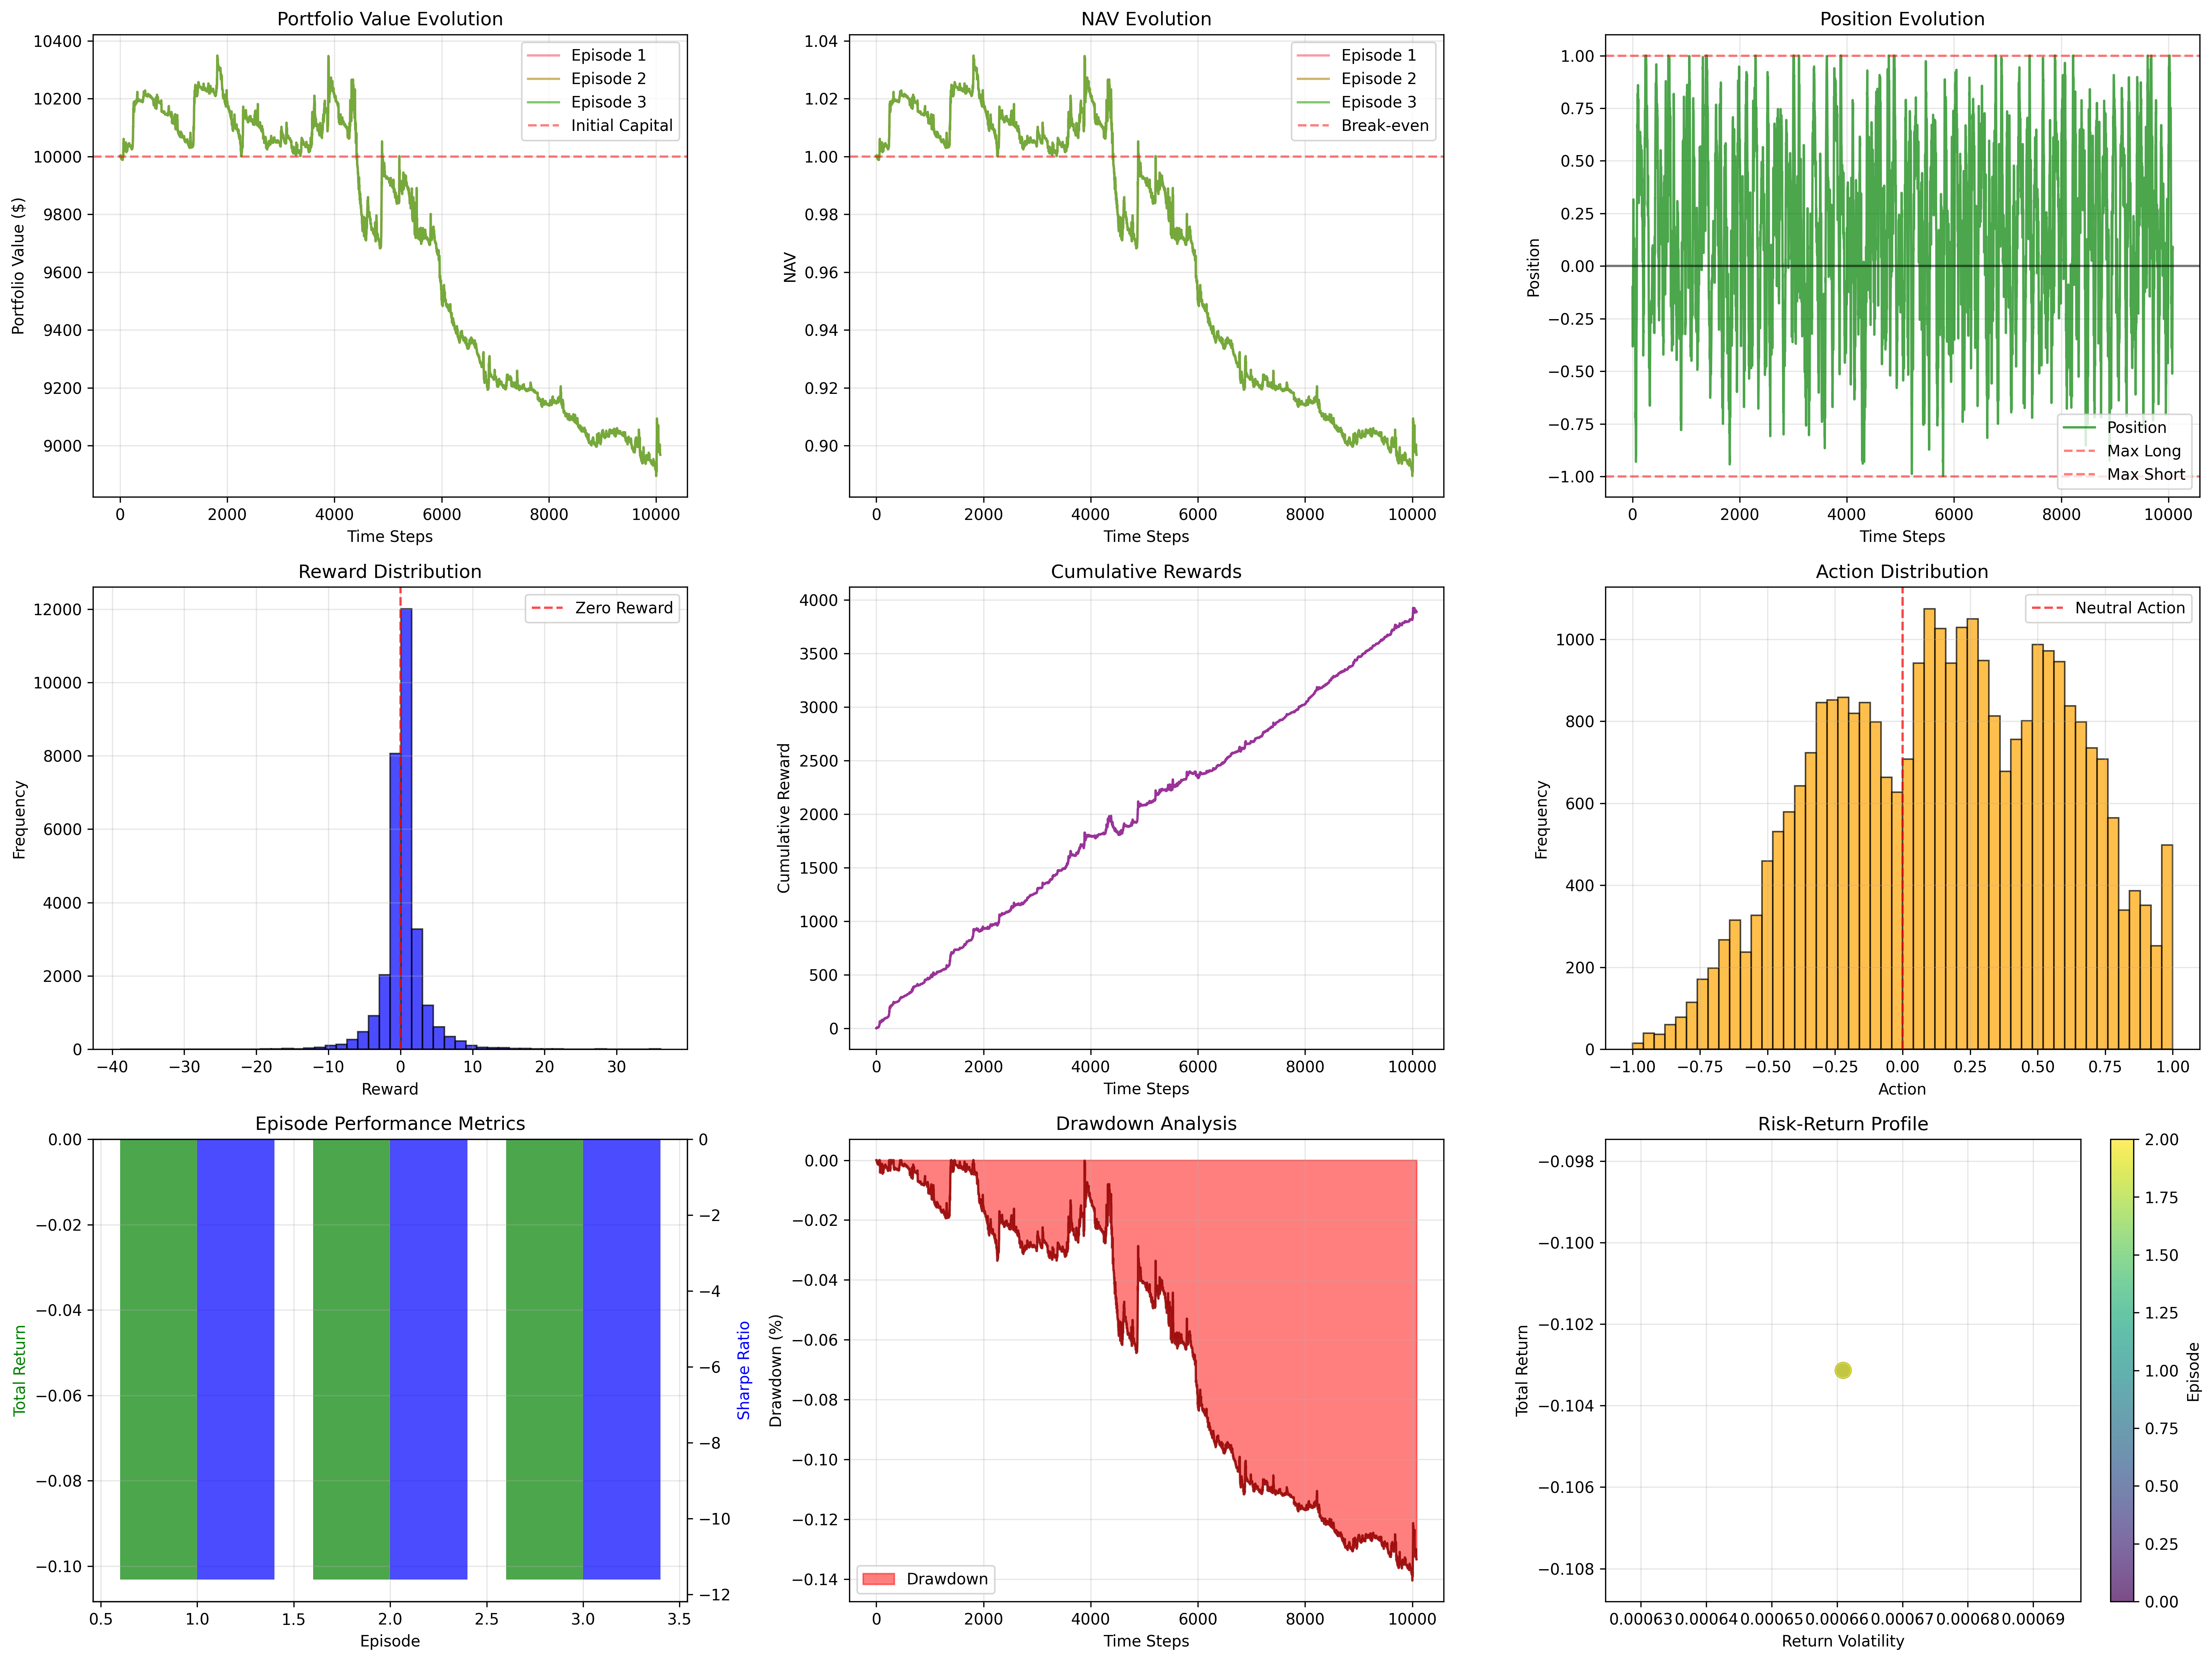 Portfolio Value Evolution
10400
10200
10000
9800
9600
9400
9200
9000
Portfolio Value ($)
Episode 1
Episode 2
Episode 3
Initial Capital
0 2000 4000 6000 8000 10000
Time Steps
NAV Evolution
1.04
1.02
1.00
0.98
0.96
0.94
0.92
0.90
NAV
Episode 1
Episode 2
Episode 3
Break-even
0 2000 4000 6000 8000 10000
Time Steps
Position Evolution
1.00
0.75
0.50
0.25
0.00
−0.25
−0.50
−0.75
−1.00
Position
Position
Max Long
Max Short
0 2000 4000 6000 8000 10000
Time Steps
Reward Distribution
12000
10000
8000
6000
4000
2000
0
Frequency
Zero Reward
−40 −30 −20 −10 0 10 20 30
Reward
Cumulative Rewards
4000
3500
3000
2500
2000
1500
1000
500
0
Cumulative Reward
0 2000 4000 6000 8000 10000
Time Steps
Action Distribution
1000
800
600
400
200
0
Frequency
Neutral Action
−1.00 −0.75 −0.50 −0.25 0.00 0.25 0.50 0.75 1.00
Action
Episode Performance Metrics
0.00
−0.02
−0.04
−0.06
−0.08
−0.10
Total Return
0
−2
−4
−6
−8
−10
−12
Sharpe Ratio
0.5 1.0 1.5 2.0 2.5 3.0 3.5
Episode
Drawdown Analysis
0.00
−0.02
−0.04
−0.06
−0.08
−0.10
−0.12
−0.14
Drawdown (%)
Drawdown
0 2000 4000 6000 8000 10000
Time Steps
Risk-Return Profile
−0.098
−0.100
−0.102
−0.104
−0.106
−0.108
Total Return
0.00063 0.00064 0.00065 0.00066 0.00067 0.00068 0.00069
Return Volatility
2.00
1.75
1.50
1.25
1.00
0.75
0.50
0.25
0.00
Episode